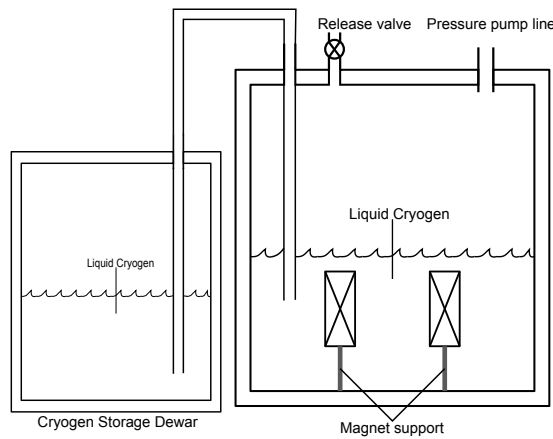 Release valve
Pressure pump line
Liquid Cryogen
Liquid Cryogen
Cryogen Storage Dewar
Magnet support